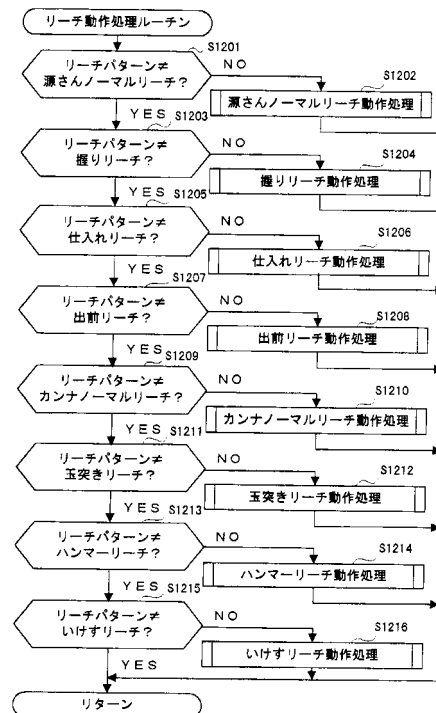 リーチ動作処理ルーチン
S1201
リーチパターン≠
源さんノーマルリーチ?
NO
S1202
源さんノーマルリーチ動作処理
YES
S1203
リーチパターン≠
握りリーチ?
NO
S1204
握りリーチ動作処理
YES
S1205
リーチパターン≠
仕入れリーチ?
NO
S1206
仕入れリーチ動作処理
YES
S1207
リーチパターン≠
出前リーチ?
NO
S1208
出前リーチ動作処理
YES
S1209
リーチパターン≠
カンナノーマルリーチ?
NO
S1210
カンナノーマルリーチ動作処理
YES
S1211
リーチパターン≠
玉突きリーチ?
NO
S1212
玉突きリーチ動作処理
YES
S1213
リーチパターン≠
ハンマーリーチ?
NO
S1214
ハンマーリーチ動作処理
YES
S1215
リーチパターン≠
いけすリーチ?
NO
S1216
いけすリーチ動作処理
YES
リターン